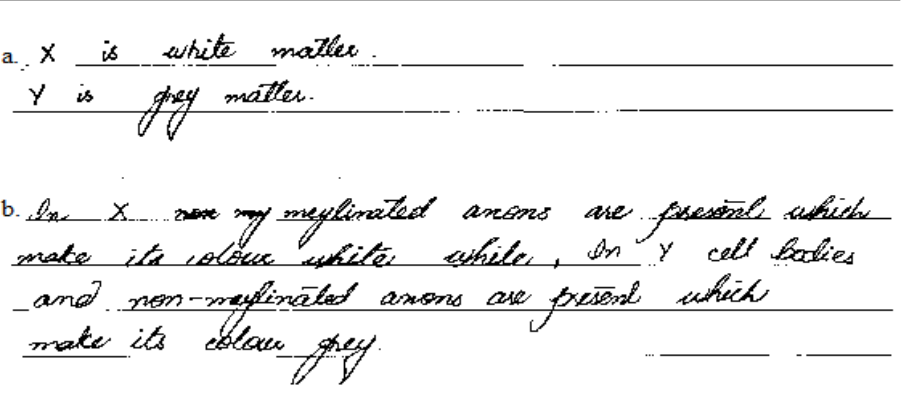 a. X is white matter.
Y is grey matter.
b. In X non my meylinated axons are present, which
make its colour white while, In Y cell bodies
and non-meylinated axons are present which
make its colour grey.